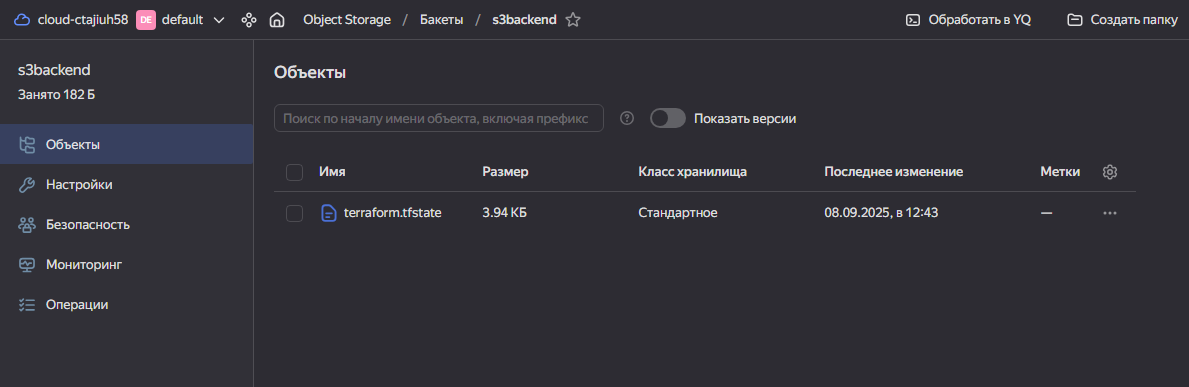 cloud-ctajiuh58 DE default Object Storage / Бакеты / s3backend Обработать в YQ Создать папку
s3backend
Занято 182 Б
Объекты
Настройки
Безопасность
Мониторинг
Операции
Объекты
Поиск по началу имени объекта, включая префикс ? Показать версии
Имя Размер Класс хранилища Последнее изменение Метки
terraform.tfstate 3.94 КБ Стандартное 08.09.2025, в 12:43 — ...